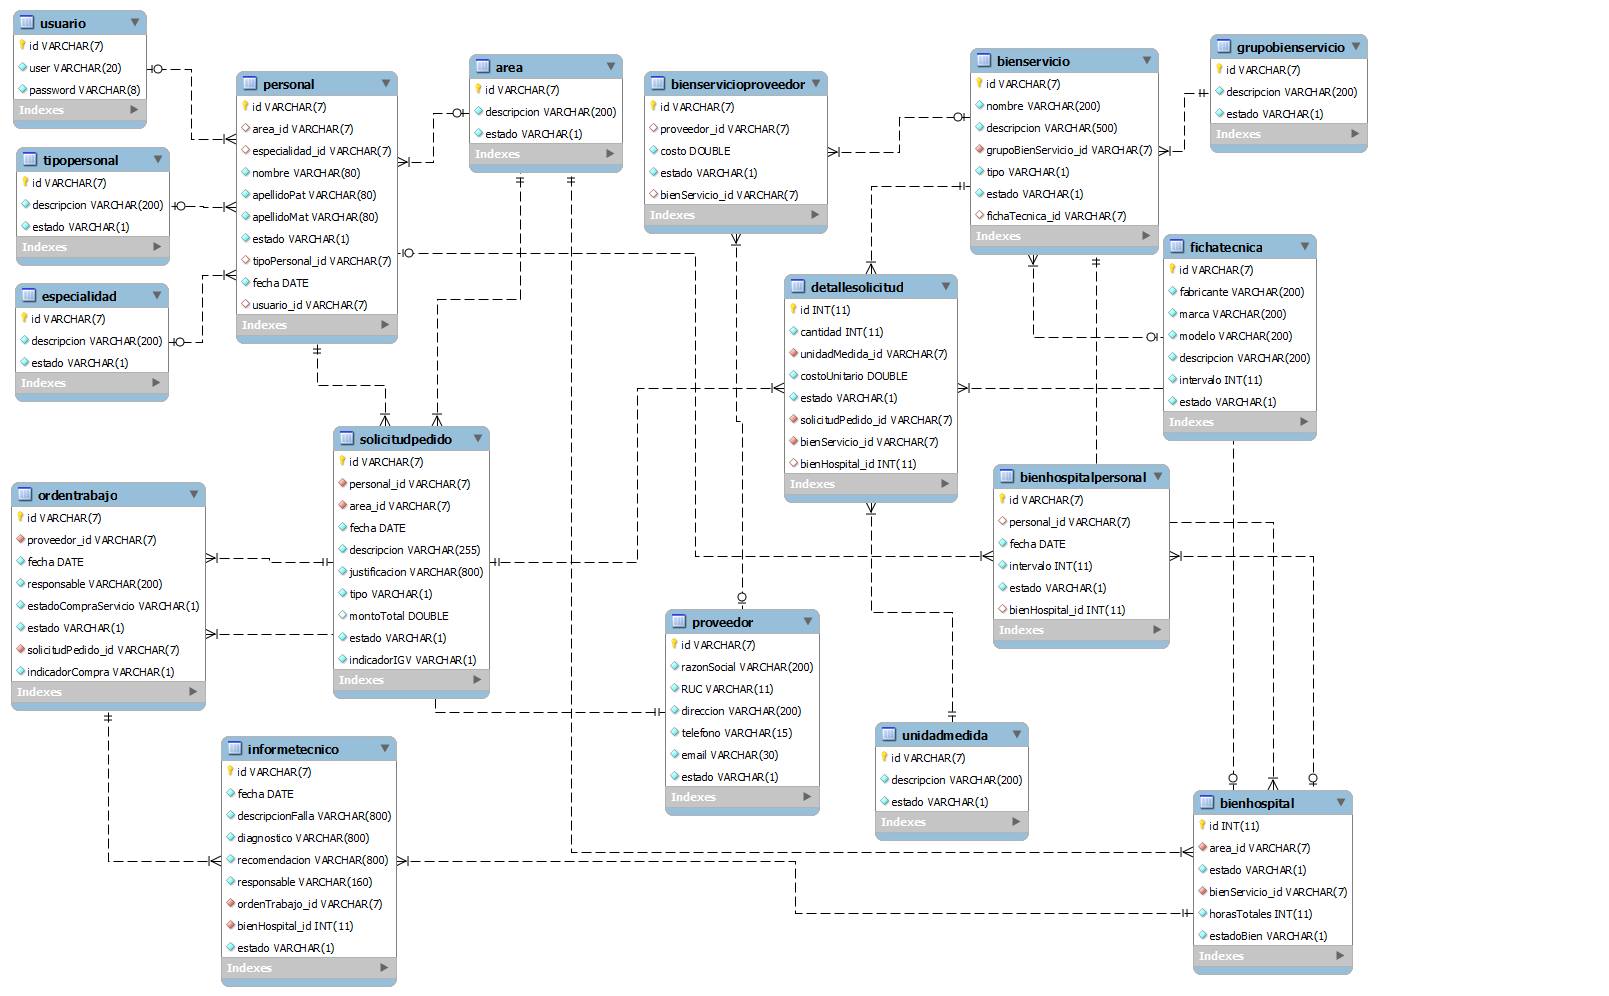 usuario
id VARCHAR(7)
user VARCHAR(20)
password VARCHAR(8)
Indexes
tipopersonal
id VARCHAR(7)
descripcion VARCHAR(200)
estado VARCHAR(1)
Indexes
especialidad
id VARCHAR(7)
descripcion VARCHAR(200)
estado VARCHAR(1)
Indexes
personal
id VARCHAR(7)
area_id VARCHAR(7)
especialidad_id VARCHAR(7)
nombre VARCHAR(80)
apellidoPat VARCHAR(80)
apellidoMat VARCHAR(80)
estado VARCHAR(1)
tipoPersonal_id VARCHAR(7)
fecha DATE
usuario_id VARCHAR(7)
Indexes
area
id VARCHAR(7)
descripcion VARCHAR(200)
estado VARCHAR(1)
Indexes
bienservicioproveedor
id VARCHAR(7)
proveedor_id VARCHAR(7)
costo DOUBLE
estado VARCHAR(1)
bienServicio_id VARCHAR(7)
Indexes
bienservicio
id VARCHAR(7)
nombre VARCHAR(200)
descripcion VARCHAR(500)
grupoBienServicio_id VARCHAR(7)
tipo VARCHAR(1)
estado VARCHAR(1)
fichaTecnica_id VARCHAR(7)
Indexes
grupobienservicio
id VARCHAR(7)
descripcion VARCHAR(200)
estado VARCHAR(1)
Indexes
fichatecnica
id VARCHAR(7)
fabricante VARCHAR(200)
marca VARCHAR(200)
modelo VARCHAR(200)
descripcion VARCHAR(200)
intervalo INT(11)
estado VARCHAR(1)
Indexes
detallesolicitud
id INT(11)
cantidad INT(11)
unidadMedida_id VARCHAR(7)
costoUnitario DOUBLE
estado VARCHAR(1)
solicitudPedido_id VARCHAR(7)
bienServicio_id VARCHAR(7)
bienHospital_id INT(11)
Indexes
solicitudpedido
id VARCHAR(7)
personal_id VARCHAR(7)
area_id VARCHAR(7)
fecha DATE
descripcion VARCHAR(255)
justificacion VARCHAR(800)
tipo VARCHAR(1)
montoTotal DOUBLE
estado VARCHAR(1)
indicadorIGV VARCHAR(1)
Indexes
bienhospitalpersonal
id VARCHAR(7)
personal_id VARCHAR(7)
fecha DATE
intervalo INT(11)
estado VARCHAR(1)
bienHospital_id INT(11)
Indexes
ordentrabajo
id VARCHAR(7)
proveedor_id VARCHAR(7)
fecha DATE
responsable VARCHAR(200)
estadoCompraServicio VARCHAR(1)
estado VARCHAR(1)
solicitudPedido_id VARCHAR(7)
indicadorCompra VARCHAR(1)
Indexes
proveedor
id VARCHAR(7)
razonSocial VARCHAR(200)
RUC VARCHAR(11)
direccion VARCHAR(200)
telefono VARCHAR(15)
email VARCHAR(30)
estado VARCHAR(1)
Indexes
unidadmedida
id VARCHAR(7)
descripcion VARCHAR(200)
estado VARCHAR(1)
Indexes
informetecnico
id VARCHAR(7)
fecha DATE
descripcionFalla VARCHAR(800)
diagnostico VARCHAR(800)
recomendacion VARCHAR(800)
responsable VARCHAR(160)
ordenTrabajo_id VARCHAR(7)
bienHospital_id INT(11)
estado VARCHAR(1)
Indexes
bienhospital
id INT(11)
area_id VARCHAR(7)
estado VARCHAR(1)
bienServicio_id VARCHAR(7)
horasTotales INT(11)
estadoBien VARCHAR(1)
Indexes